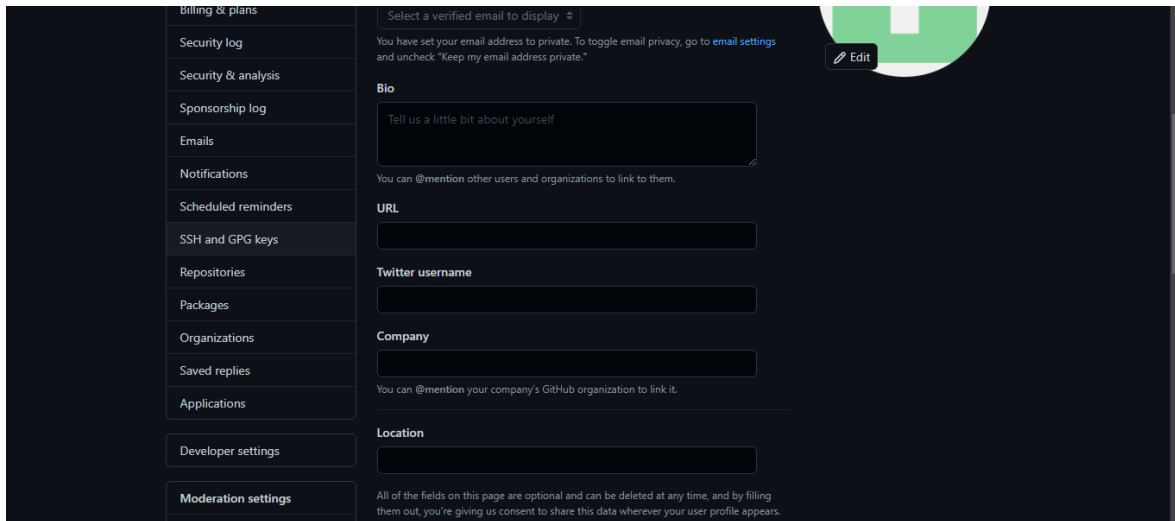 Billing & plans
Security log
Security & analysis
Sponsorship log
Emails
Notifications
Scheduled reminders
SSH and GPG keys
Repositories
Packages
Organizations
Saved replies
Applications
Developer settings
Moderation settings
Select a verified email to display
You have set your email address to private. To toggle email privacy, go to email settings
and uncheck "Keep my email address private."
Bio
Tell us a little bit about yourself
You can @mention other users and organizations to link to them.
URL
Twitter username
Company
You can @mention your company's GitHub organization to link it.
Location
All of the fields on this page are optional and can be deleted at any time, and by filling
them out, you're giving us consent to share this data wherever your user profile appears.
Edit